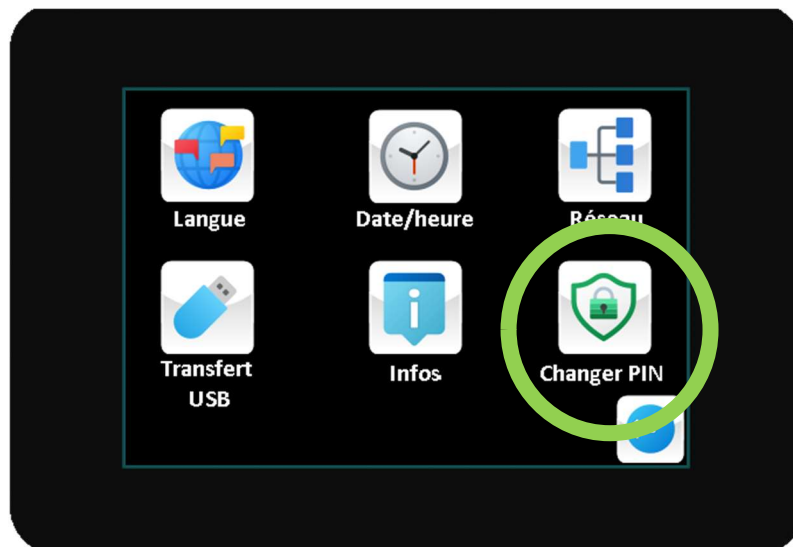 Langue
Date/heure
Réseau
Transfert
USB
Infos
Changer PIN